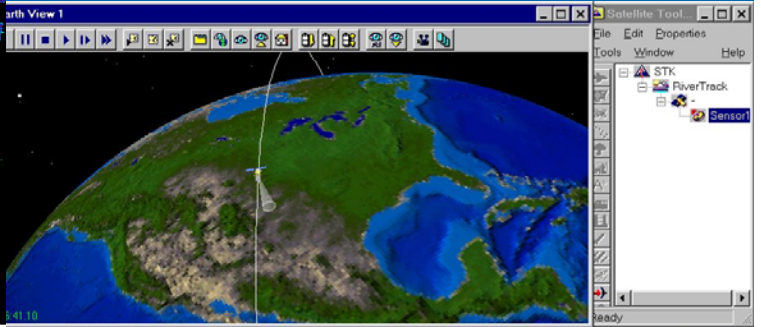 arth View 1
Satellite Tool...
File Edit Properties
Tools Window Help
STK
RiverTrack
-
Sensor1
5:41.10
Ready